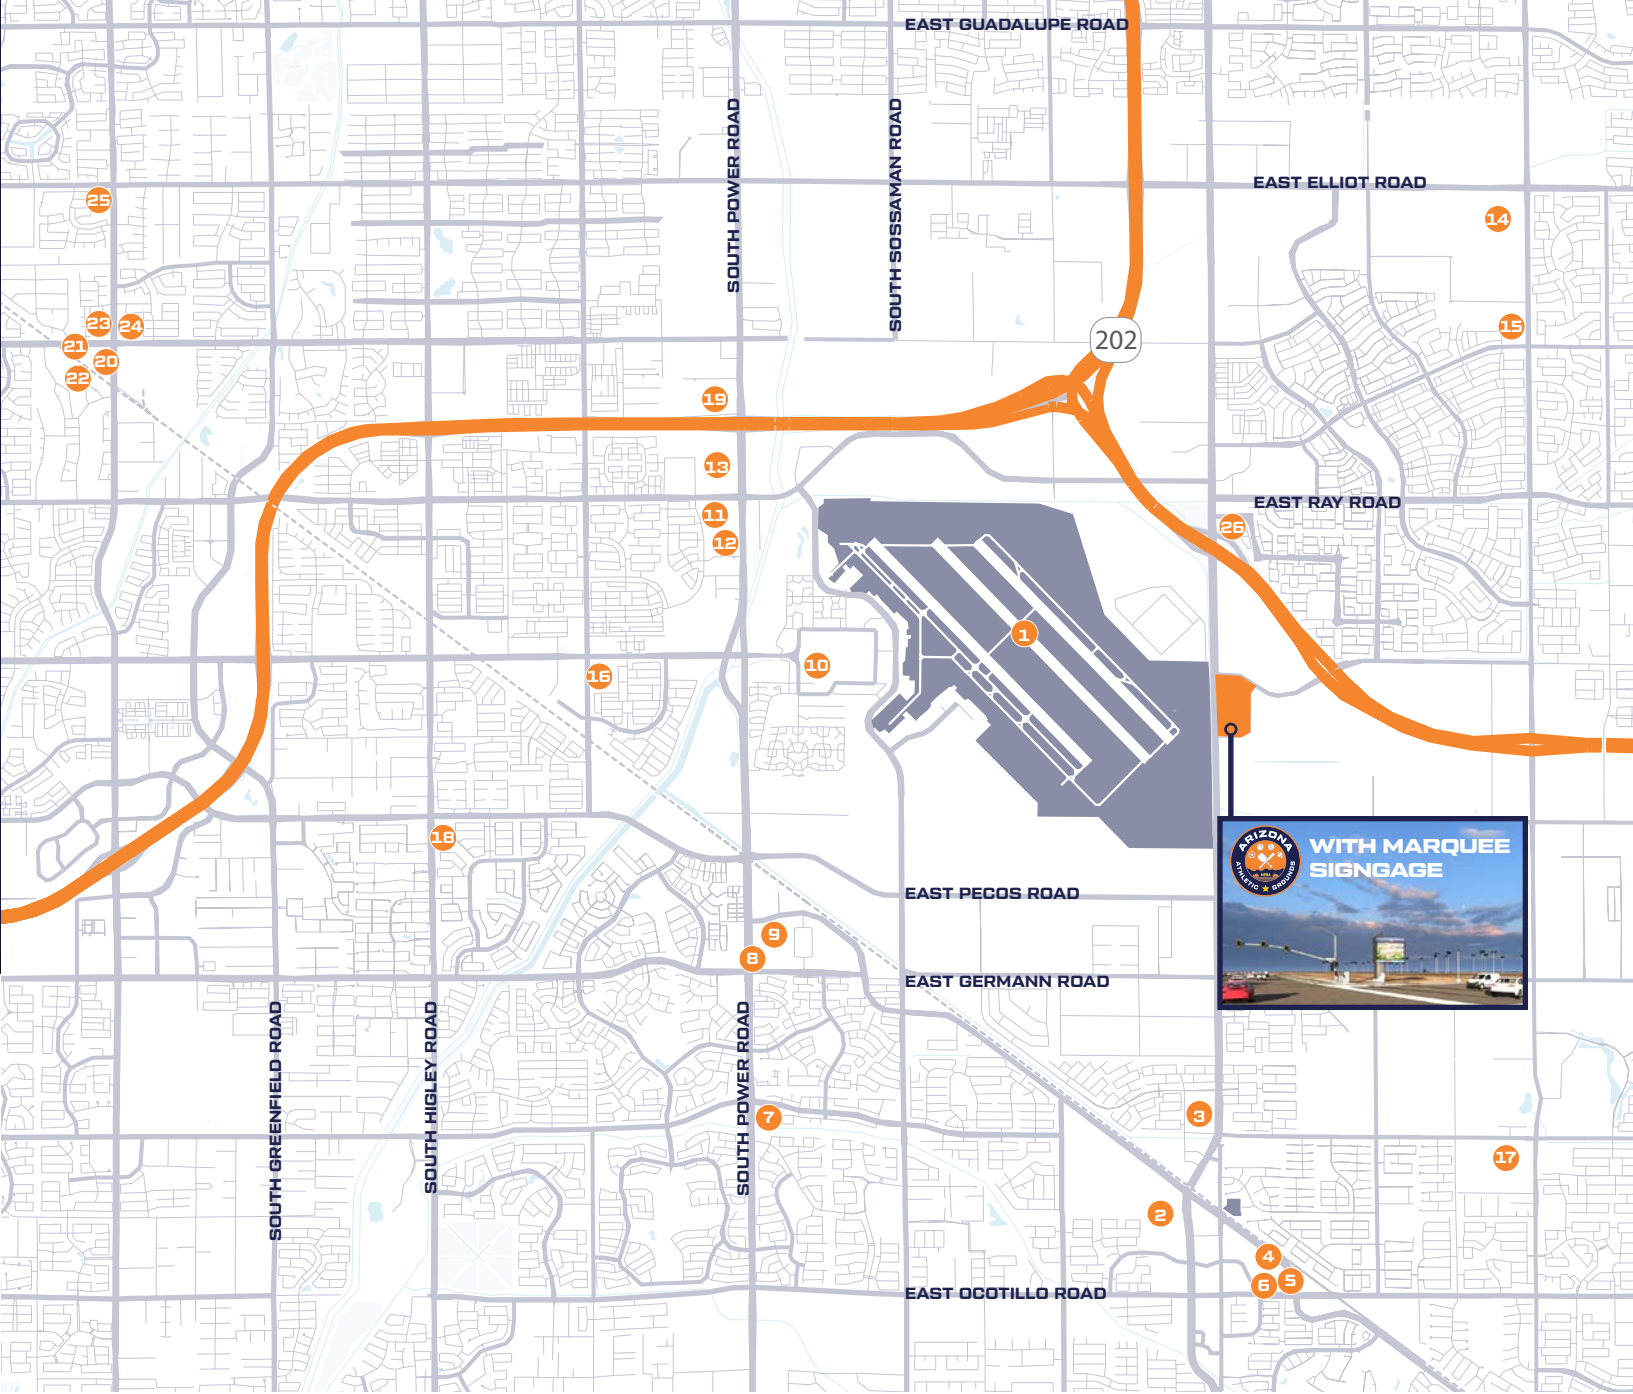 EAST GUADALUPE ROAD
SOUTH POWER ROAD
SOUTH SOSSAMAN ROAD
EAST ELLIOT ROAD
25
14
23
24
15
21
20
22
202
19
13
EAST RAY ROAD
11
26
12
1
10
16
18
WITH MARQUEE
SIGNGAGE
ARIZONA
ATHLETIC GROUNDS
EAST PECOS ROAD
9
8
EAST GERMANN ROAD
SOUTH GREENFIELD ROAD
SOUTH HIGLEY ROAD
SOUTH POWER ROAD
7
3
17
2
4
5
6
EAST OCOTILLO ROAD